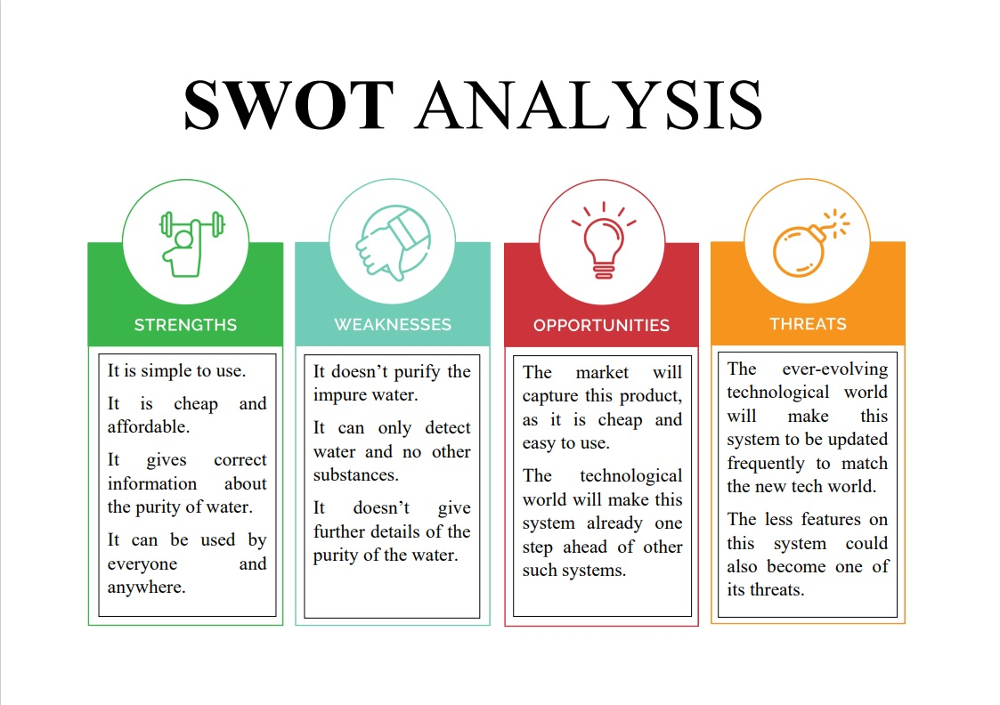 SWOT ANALYSIS
STRENGTHS
It is simple to use.
It is cheap and
affordable.
It gives correct
information about
the purity of water.
It can be used by
everyone and
anywhere.
WEAKNESSES
It doesn’t purify the
impure water.
It can only detect
water and no other
substances.
It doesn’t give
further details of the
purity of the water.
OPPORTUNITIES
The market will
capture this product,
as it is cheap and
easy to use.
The technological
world will make this
system already one
step ahead of other
such systems.
THREATS
The ever-evolving
technological world
will make this
system to be updated
frequently to match
the new tech world.
The less features on
this system could
also become one of
its threats.